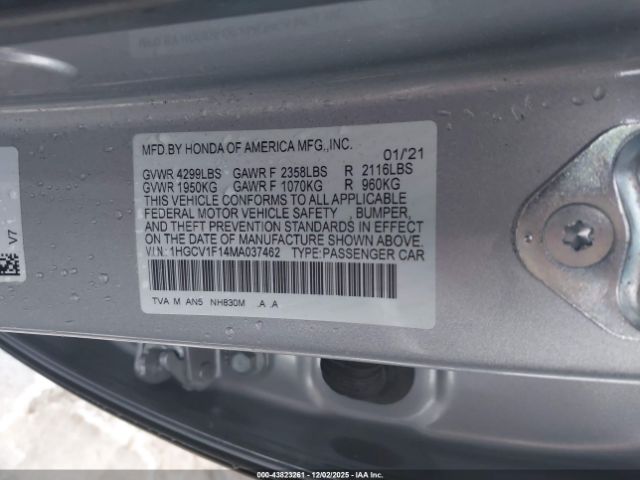 MFD.BY HONDA OF AMERICA MFG.,INC. 01/'21
GVWR 4299LBS GAWR F 2358LBS R 2116LBS
GVWR 1950KG GAWR F 1070KG R 960KG
THIS VEHICLE CONFORMS TO ALL APPLICABLE
FEDERAL MOTOR VEHICLE SAFETY , BUMPER,
AND THEFT PREVENTION STANDARDS IN EFFECT
ON THE DATE OF MANUFACTURE SHOWN ABOVE.
V.I.N.: 1HGCV1F14MA037462 TYPE:PASSENGER CAR
TVA M AN5 NH830M .A .A
V7
000-43823261 - 12/02/2025 - IAA Inc.